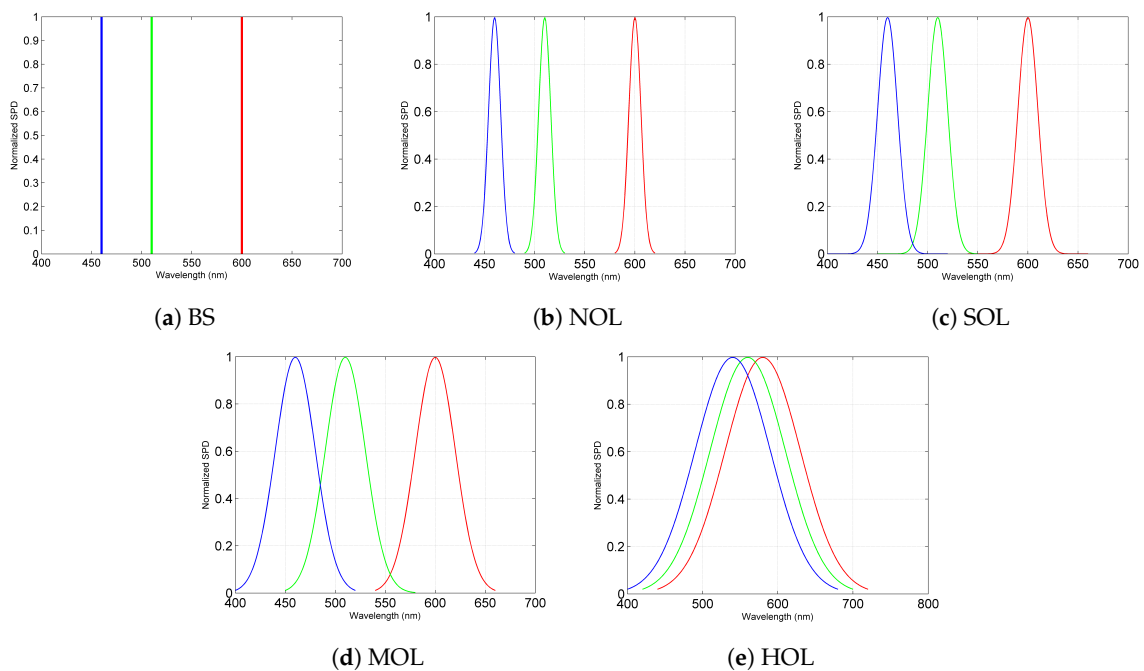 1
0.9
0.8
0.7
0.6
0.5
0.4
0.3
0.2
0.1
0
Normalized SPD
400 450 500 550 600 650 700
Wavelength (nm)
(a) BS
1
0.8
0.6
0.4
0.2
0
Normalized SPD
400 450 500 550 600 650 700
Wavelength (nm)
(b) NOL
1
0.8
0.6
0.4
0.2
0
Normalized SPD
400 450 500 550 600 650 700
Wavelength (nm)
(c) SOL
1
0.8
0.6
0.4
0.2
0
Normalized SPD
400 450 500 550 600 650 700
Wavelength (nm)
(d) MOL
1
0.8
0.6
0.4
0.2
0
Normalized SPD
400 500 600 700 800
Wavelength (nm)
(e) HOL